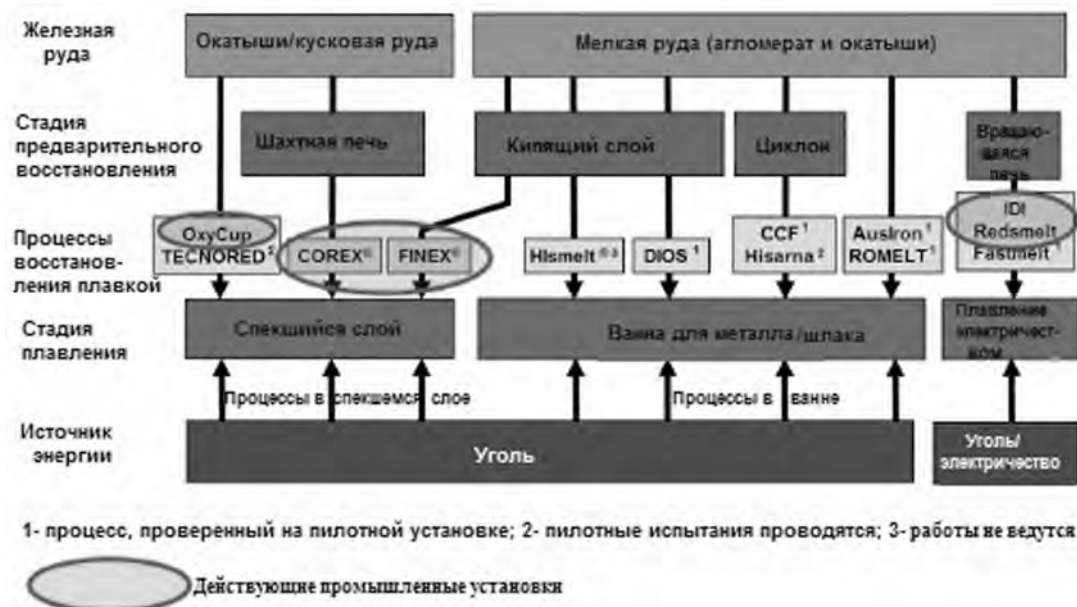 Железная
руда
Окатыши/кусковая руда
Мелкая руда (агломерат и окатыши)
Стадия
предварительного
восстановления
Шахтная печь
Кипящий слой
Циклон
Вращаю-
щаяся
печь
Процессы
восстанов-
ления плавкой
OxyCup
TECNORED
COREX®
FINEX®
HIsmelt ® 3
DIOS 1
CCF 1
Hisarna 2
AusIron 1
ROMELT 1
IDI
Redsmelt
Fastmelt 1
Стадия
плавления
Спекшийся слой
Ванна для металла/шлака
Плавление
электричест-
вом
Процессы в спекшемся слое
Процессы в ванне
Источник
энергии
Уголь
Уголь/
электричество
1- процесс, проверенный на пилотной установке; 2- пилотные испытания проводятся; 3- работы не ведутся
Действующие промышленные установки